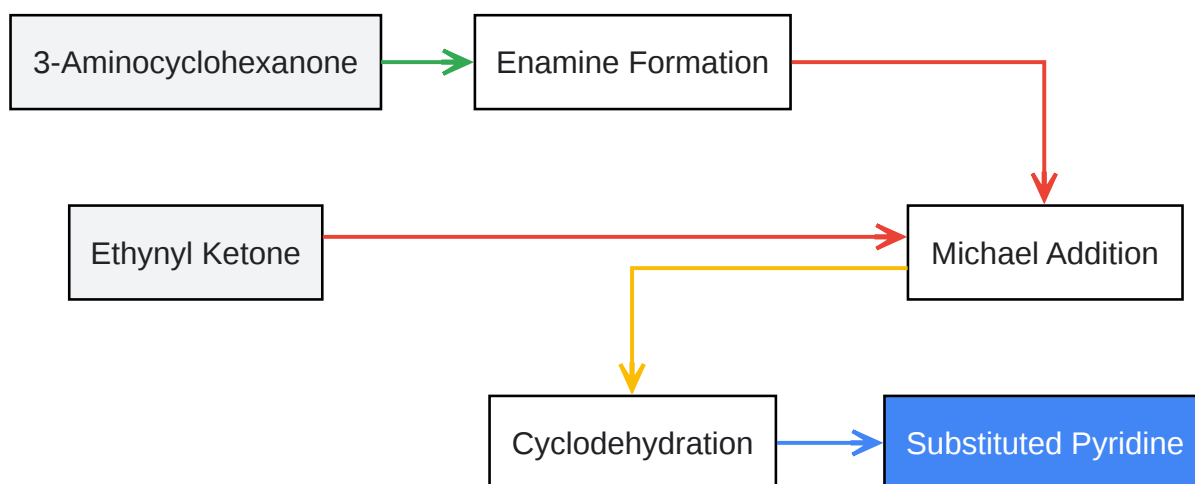 3-Aminocyclohexanone
Enamine Formation
Ethynyl Ketone
Michael Addition
Cyclodehydration
Substituted Pyridine